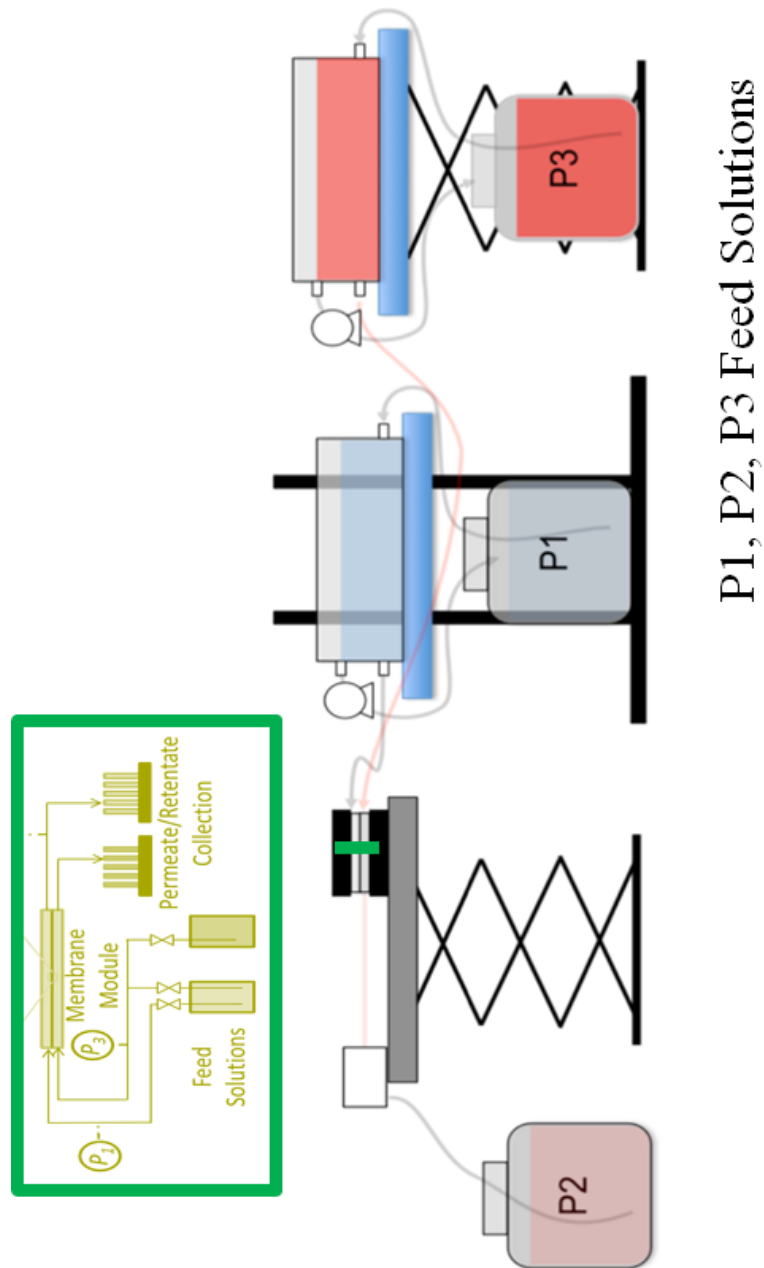 P1
P3
Membrane
Module
Feed
Solutions
Permeate/Retentate
Collection
P2
P1
P3
P1, P2, P3 Feed Solutions